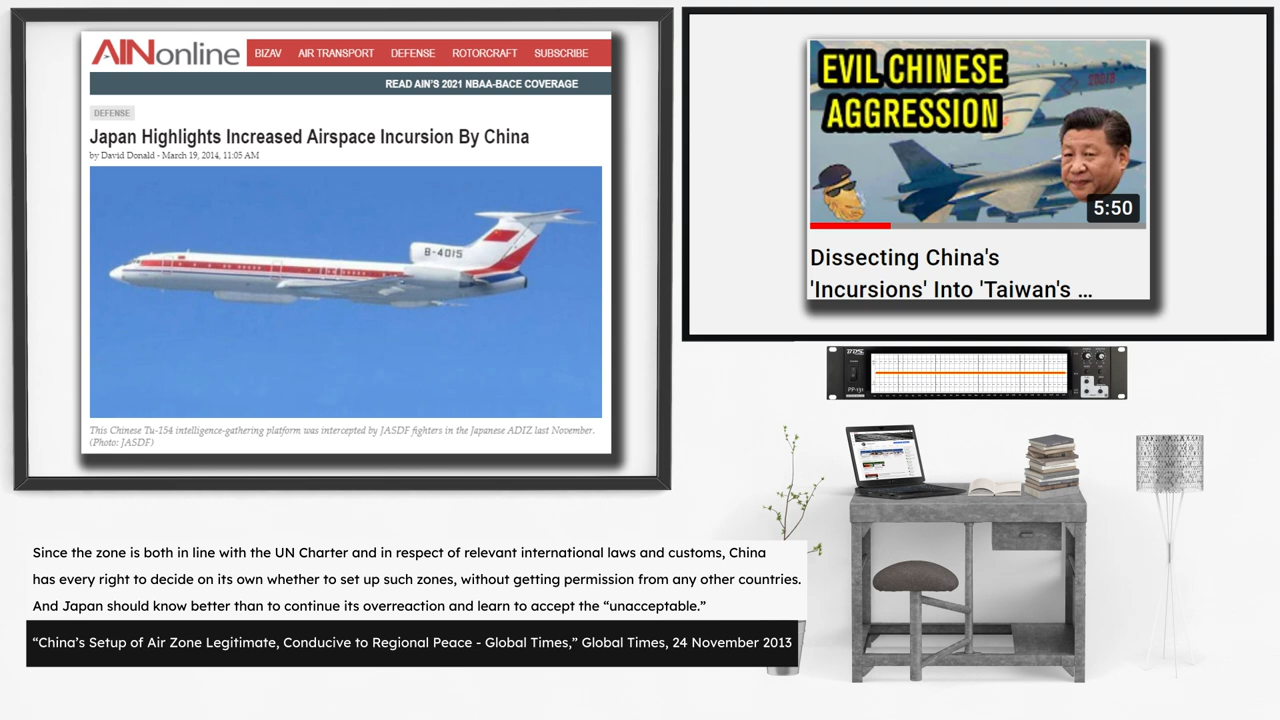 AINonline
BIZAV AIR TRANSPORT DEFENSE ROTORCRAFT SUBSCRIBE
READ AIN'S 2021 NBAA-BACE COVERAGE
DEFENSE
Japan Highlights Increased Airspace Incursion By China
by David Donald - March 19, 2014, 11:05 AM
B-4015
This Chinese Tu-154 intelligence-gathering platform was intercepted by JASDF fighters in the Japanese ADIZ last November.
(Photo: JASDF)
EVIL CHINESE
AGGRESSION
5:50
Dissecting China's
'Incursions' Into 'Taiwan's ...
PP-131
Since the zone is both in line with the UN Charter and in respect of relevant international laws and customs, China
has every right to decide on its own whether to set up such zones, without getting permission from any other countries.
And Japan should know better than to continue its overreaction and learn to accept the “unacceptable.”
“China’s Setup of Air Zone Legitimate, Conducive to Regional Peace - Global Times,” Global Times, 24 November 2013